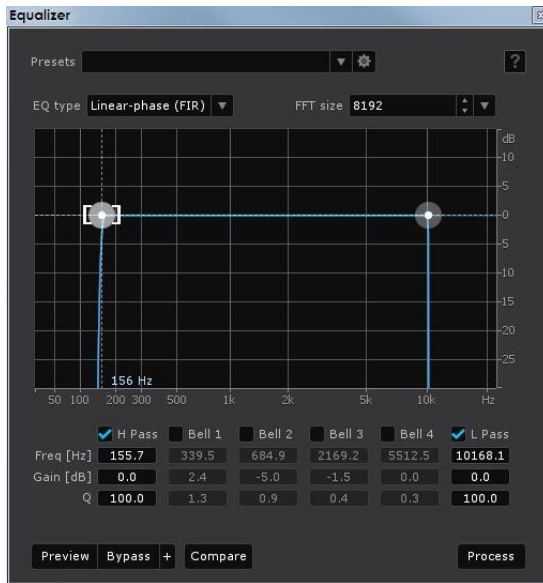 Equalizer
Presets ?
EQ type Linear-phase (FIR) FFT size 8192
dB
-10
-5
-0
-5
-10
-15
-20
-25
156 Hz
50 100 200 300 500 1k 2k 5k 10k Hz
H Pass Bell 1 Bell 2 Bell 3 Bell 4 L Pass
Freq [Hz] 155.7 339.5 684.9 2169.2 5512.5 10168.1
Gain [dB] 0.0 2.4 -5.0 -1.5 0.0 0.0
Q 100.0 1.3 0.9 0.4 0.3 100.0
Preview Bypass + Compare Process